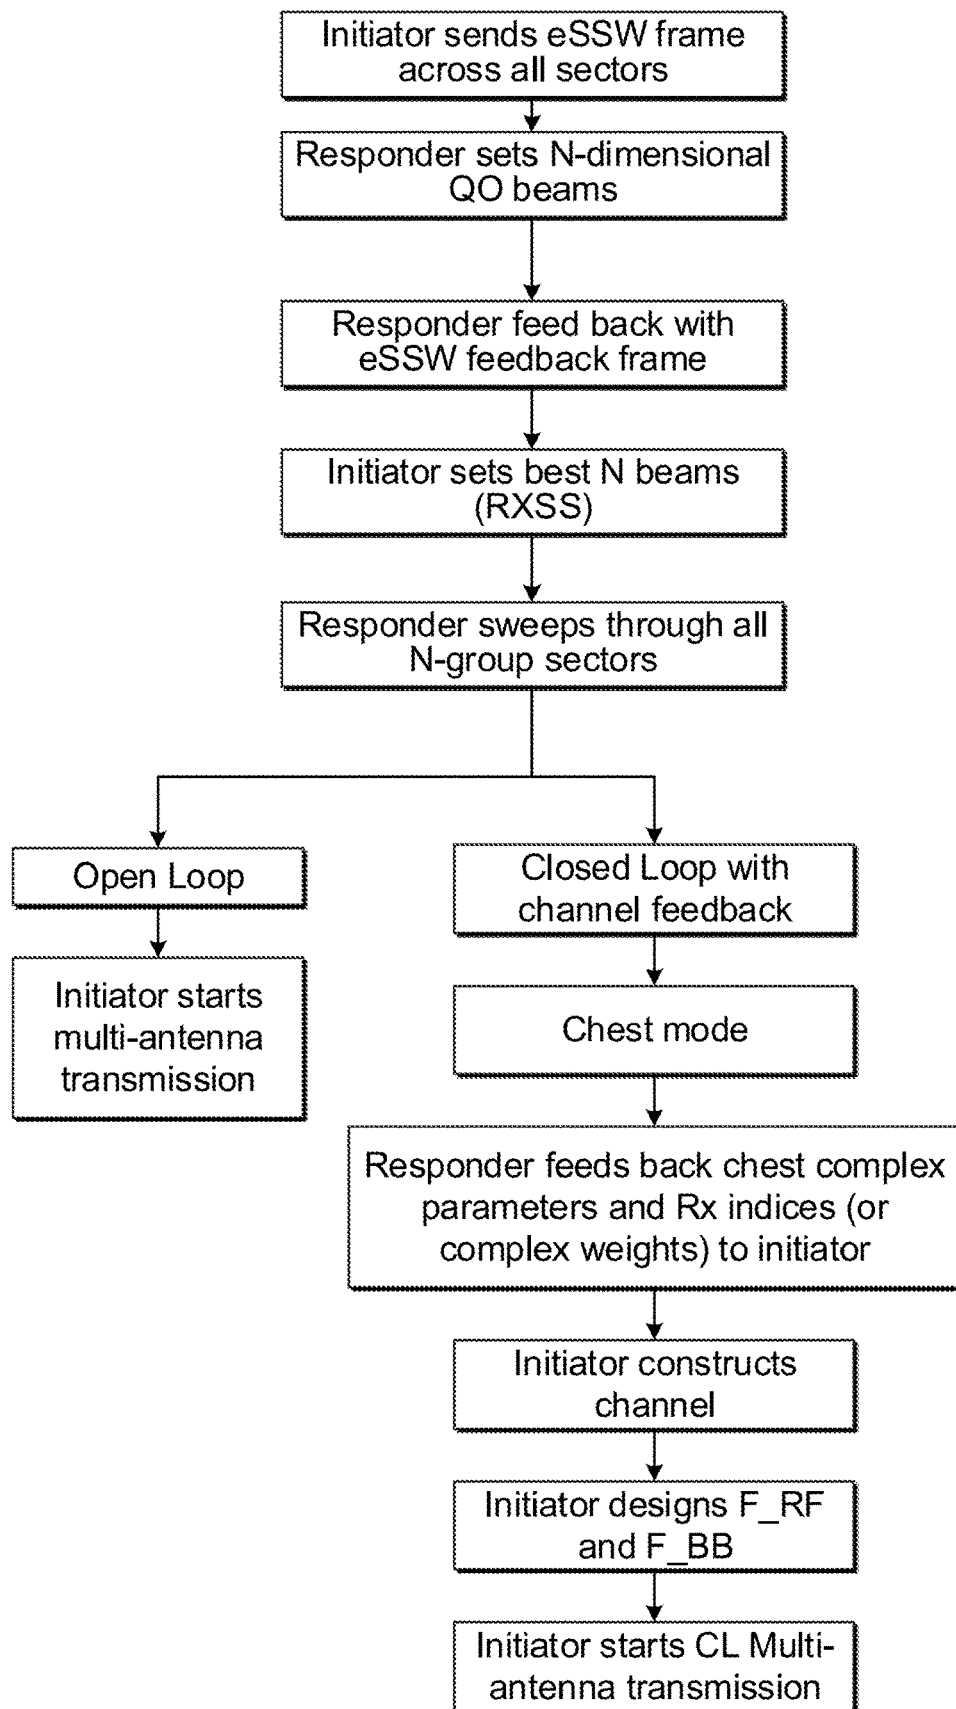 Initiator sends eSSW frame
across all sectors
Responder sets N-dimensional
QO beams
Responder feed back with
eSSW feedback frame
Initiator sets best N beams
(RXSS)
Responder sweeps through all
N-group sectors
Open Loop
Initiator starts
multi-antenna
transmission
Closed Loop with
channel feedback
Chest mode
Responder feeds back chest complex
parameters and Rx indices (or
complex weights) to initiator
Initiator constructs
channel
Initiator designs F_RF
and F_BB
Initiator starts CL Multi-
antenna transmission